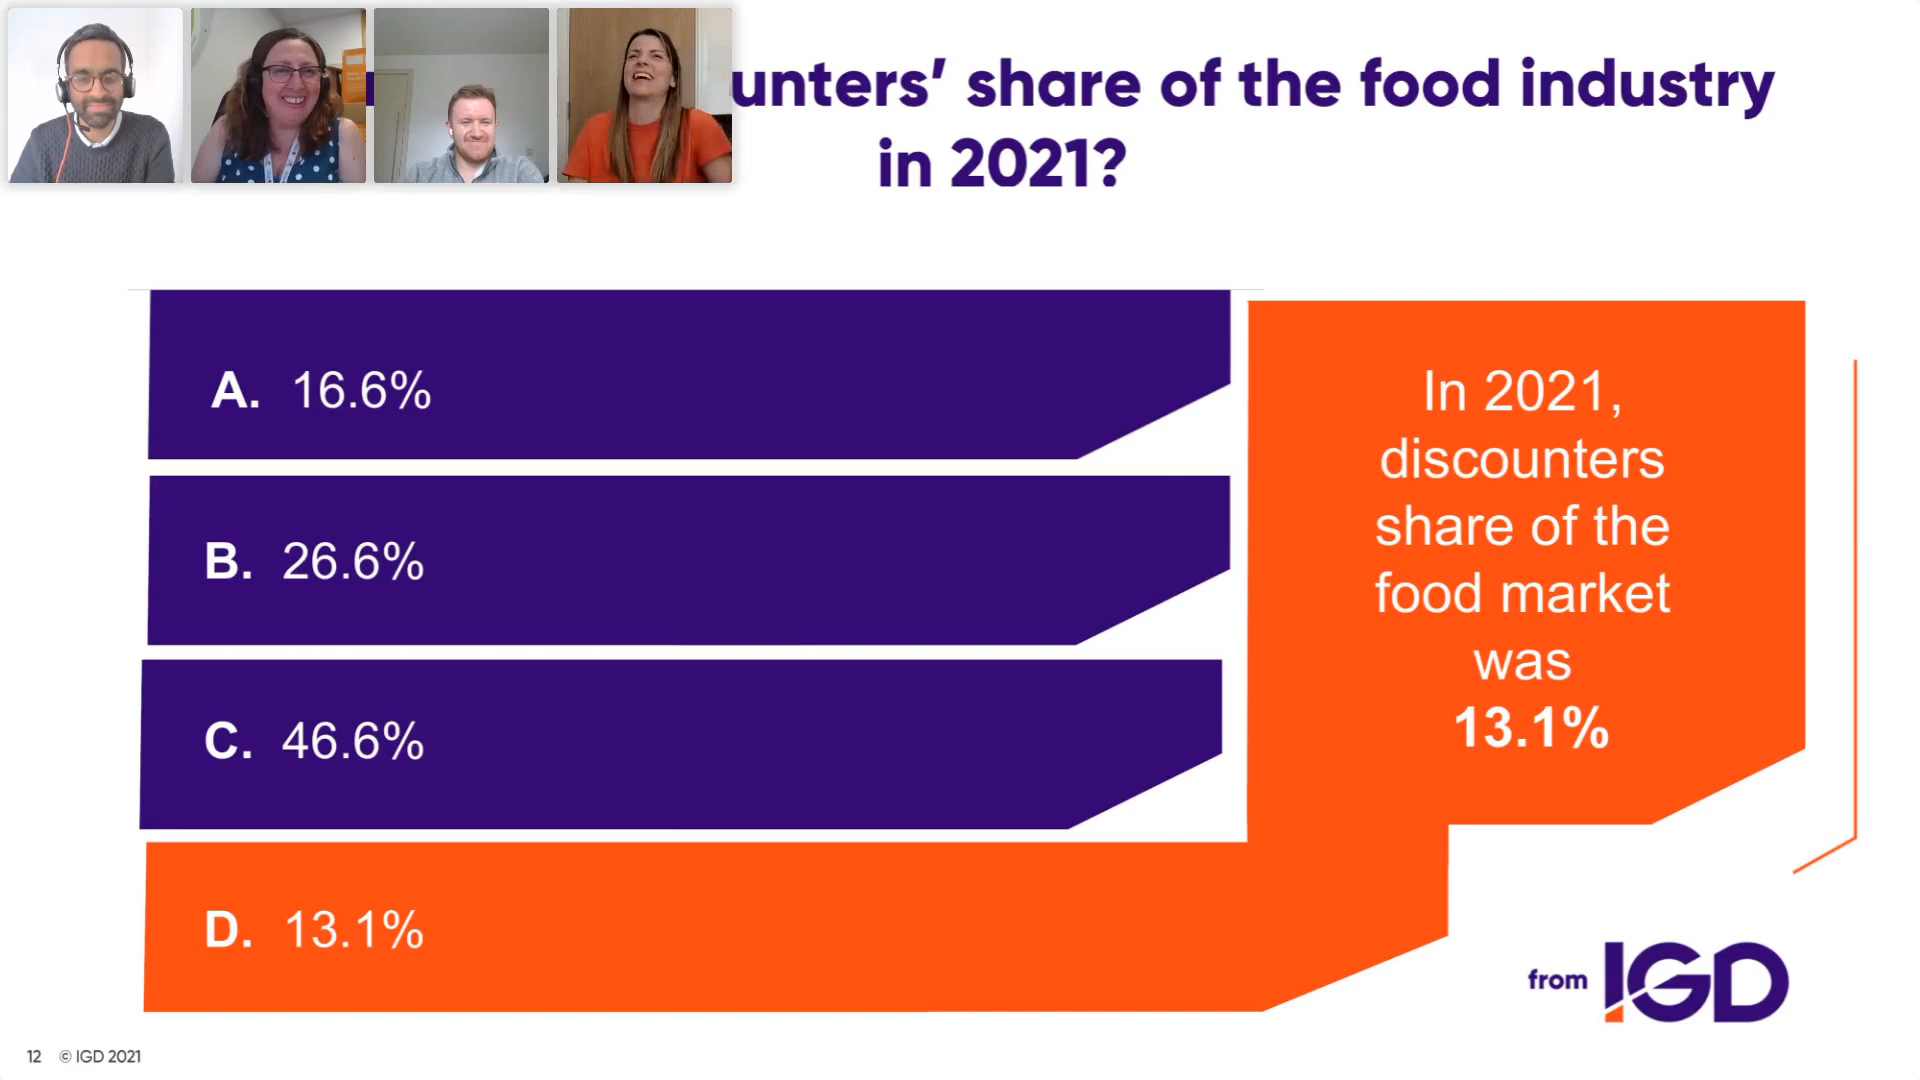 unters’ share of the food industry
in 2021?
A. 16.6%
B. 26.6%
C. 46.6%
D. 13.1%
In 2021,
discounters
share of the
food market
was
13.1%
from IGD
12 © IGD 2021